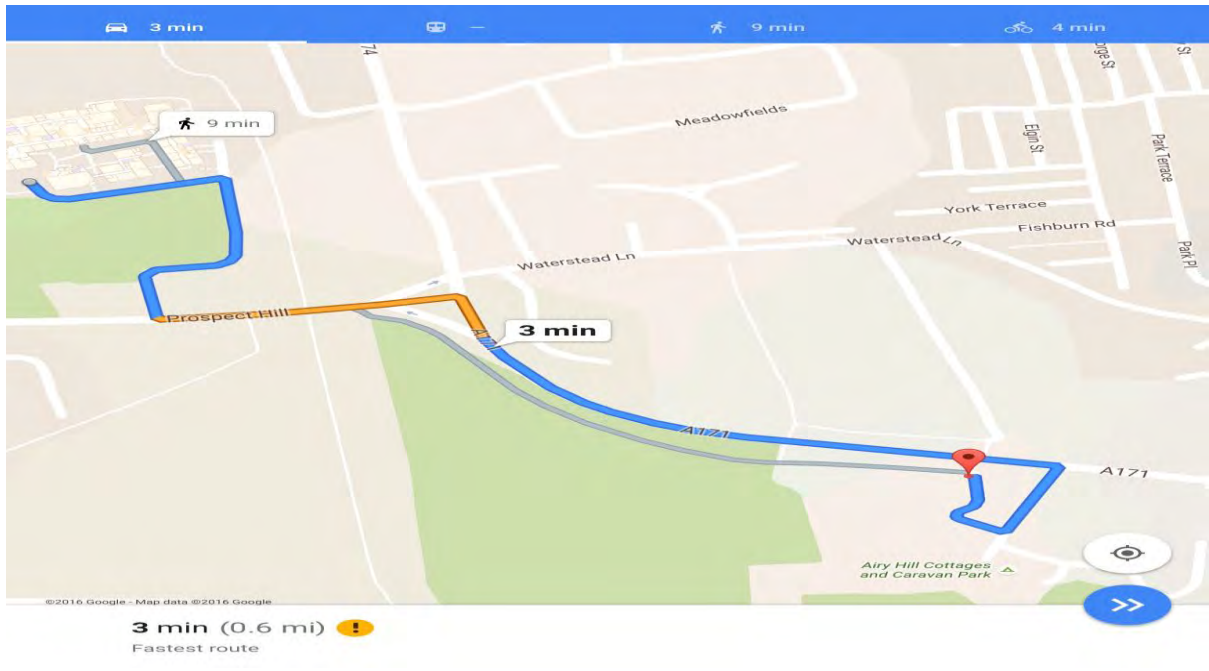 3 min
—
9 min
4 min
74
orge St
St
9 min
Meadowfields
Elgin St
Park Terrace
York Terrace
Fishburn Rd
Waterstead Ln
Waterstead Ln
Park Pl
Prospect Hill
A171
3 min
A171
A171
Airy Hill Cottages
and Caravan Park
©2016 Google - Map data ©2016 Google
3 min (0.6 mi)
Fastest route